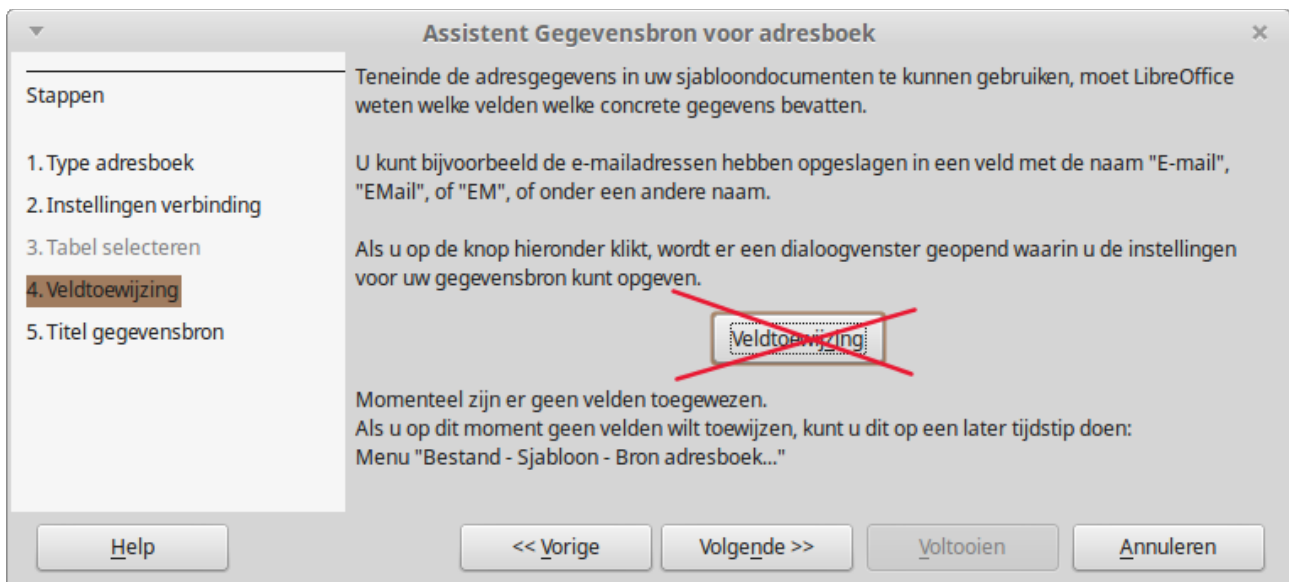 Assistent Gegevensbron voor adresboek
Stappen
1. Type adresboek
2. Instellingen verbinding
3. Tabel selecteren
4. Veldtoewijzing
5. Titel gegevensbron
Teneinde de adresgegevens in uw sjabloondocumenten te kunnen gebruiken, moet LibreOffice
weten welke velden welke concrete gegevens bevatten.
U kunt bijvoorbeeld de e-mailadressen hebben opgeslagen in een veld met de naam "E-mail",
"EMail", of "EM", of onder een andere naam.
Als u op de knop hieronder klikt, wordt er een dialoogvenster geopend waarin u de instellingen
voor uw gegevensbron kunt opgeven.
Veldtoewijzing
Momenteel zijn er geen velden toegewezen.
Als u op dit moment geen velden wilt toewijzen, kunt u dit op een later tijdstip doen:
Menu "Bestand - Sjabloon - Bron adresboek..."
Help
<< Vorige
Volgende >>
Voltooien
Annuleren